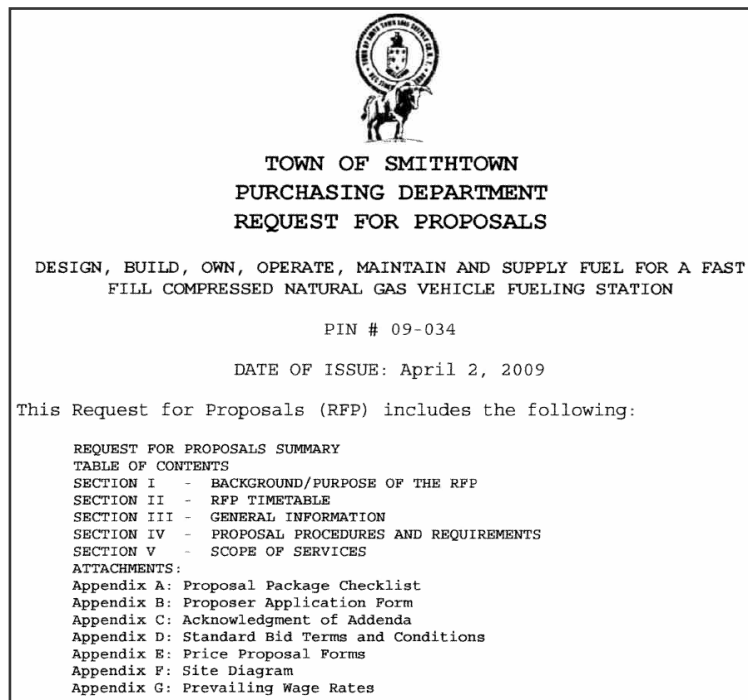 TOWN OF SMITHTOWN
PURCHASING DEPARTMENT
REQUEST FOR PROPOSALS
DESIGN, BUILD, OWN, OPERATE, MAINTAIN AND SUPPLY FUEL FOR A FAST
FILL COMPRESSED NATURAL GAS VEHICLE FUELING STATION
PIN # 09-034
DATE OF ISSUE: April 2, 2009
This Request for Proposals (RFP) includes the following:
REQUEST FOR PROPOSALS SUMMARY
TABLE OF CONTENTS
SECTION I - BACKGROUND/PURPOSE OF THE RFP
SECTION II - RFP TIMETABLE
SECTION III - GENERAL INFORMATION
SECTION IV - PROPOSAL PROCEDURES AND REQUIREMENTS
SECTION V - SCOPE OF SERVICES
ATTACHMENTS:
Appendix A: Proposal Package Checklist
Appendix B: Proposer Application Form
Appendix C: Acknowledgment of Addenda
Appendix D: Standard Bid Terms and Conditions
Appendix E: Price Proposal Forms
Appendix F: Site Diagram
Appendix G: Prevailing Wage Rates